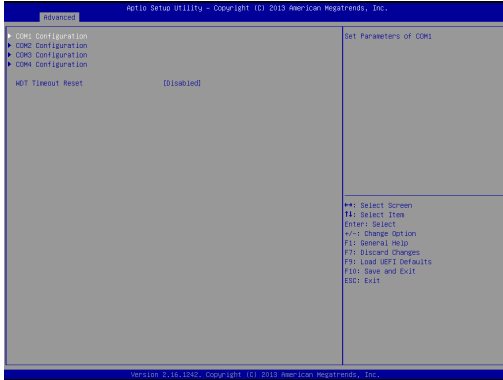 Aptio Setup Utility - Copyright (C) 2013 American Megatrends, Inc.
Advanced
COM1 Configuration
COM2 Configuration
COM3 Configuration
COM4 Configuration
WDT Timeout Reset [Disabled]
Set Parameters of COM1
↔: Select Screen
↑↓: Select Item
Enter: Select
+/-: Change Option
F1: General Help
F7: Discard Changes
F9: Load UEFI Defaults
F10: Save and Exit
ESC: Exit
Version 2.16.1242. Copyright (C) 2013 American Megatrends, Inc.